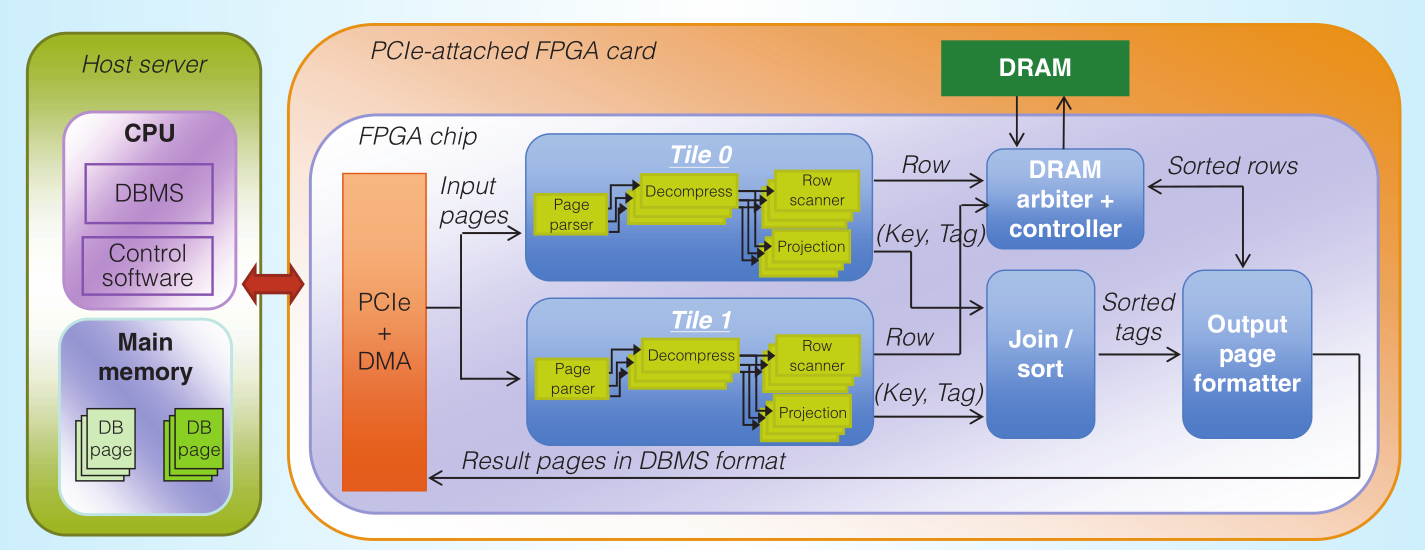 Host server
CPU
DBMS
Control
software
Main
memory
DB
page
DB
page
PCIe-attached FPGA card
DRAM
FPGA chip
PCIe
+
DMA
Input
pages
Tile 0
Page
parser
Decompress
Row
scanner
Projection
Tile 1
Page
parser
Decompress
Row
scanner
Projection
Row
(Key, Tag)
Row
(Key, Tag)
DRAM
arbiter +
controller
Sorted rows
Join /
sort
Sorted
tags
Output
page
formatter
Result pages in DBMS format